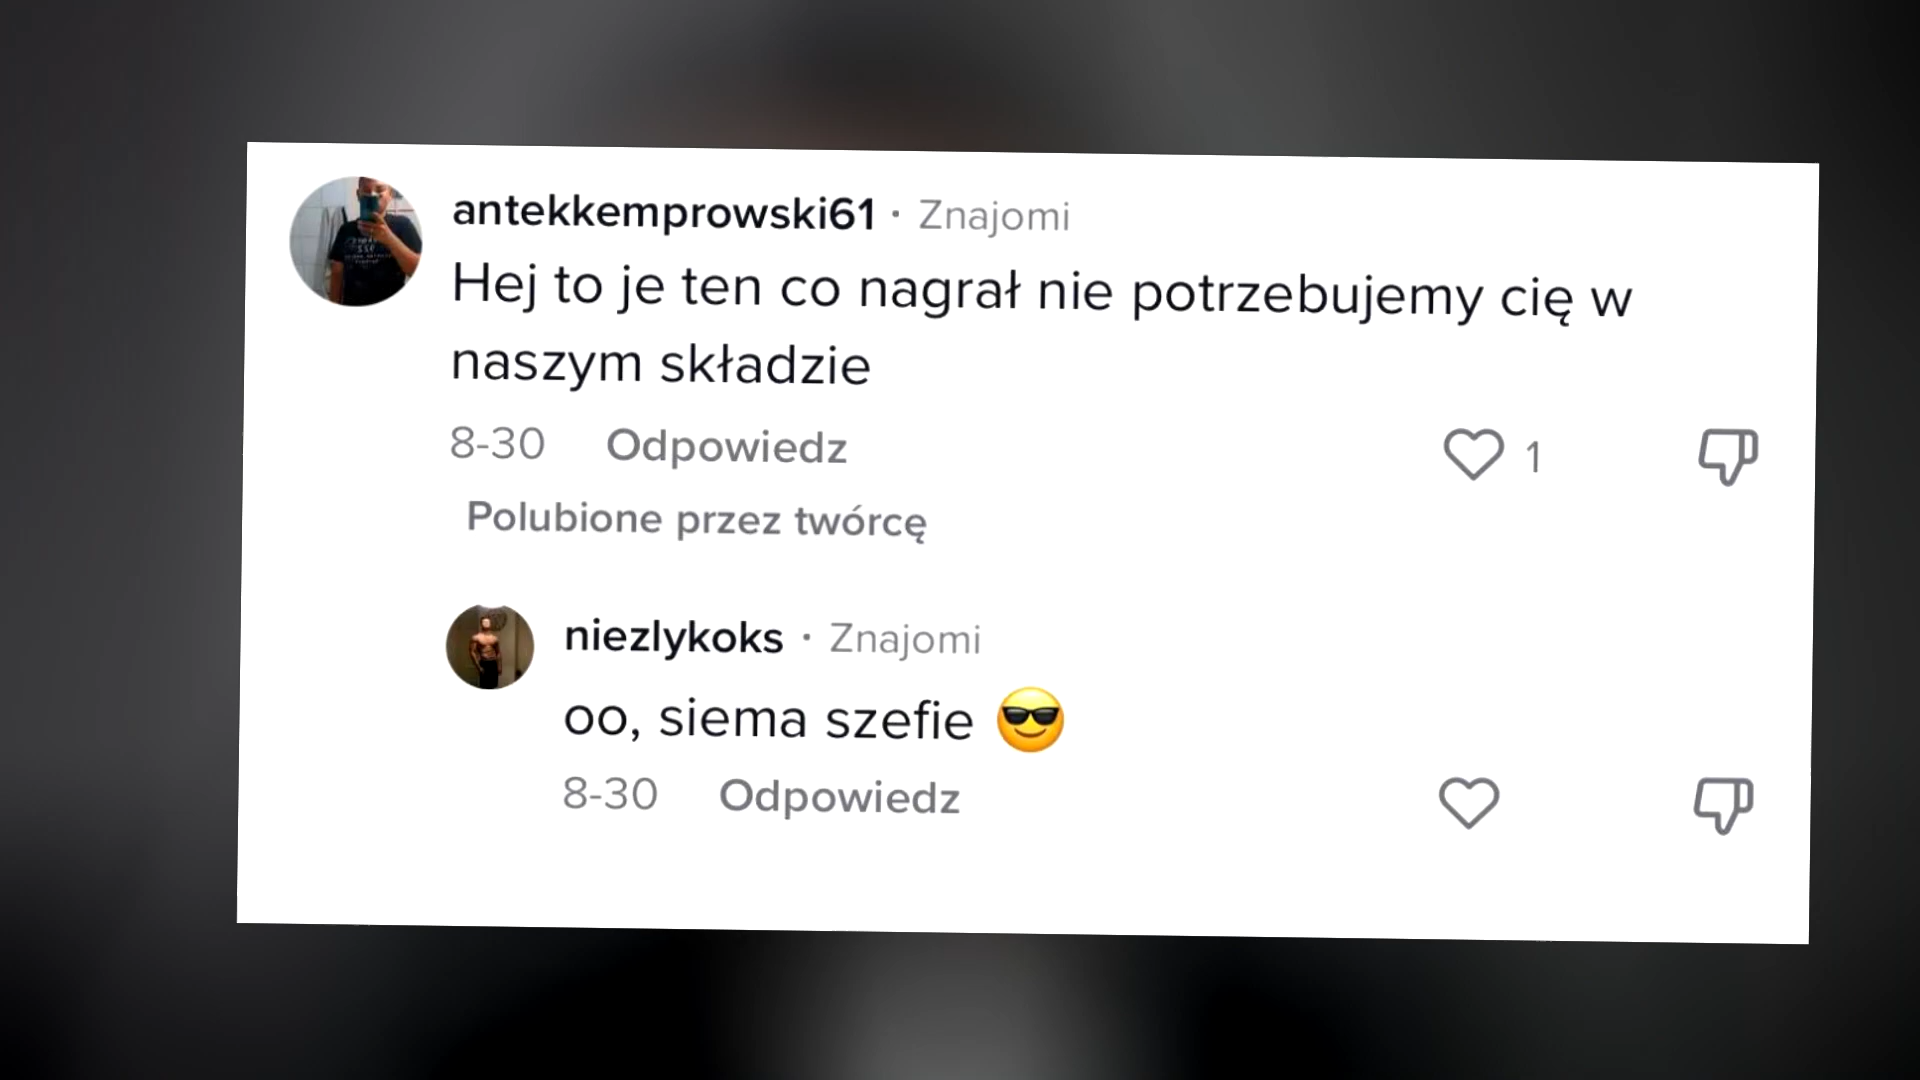 antekkemprowski61 · Znajomi
Hej to je ten co nagrał nie potrzebujemy cię w
naszym składzie
8-30 Odpowiedz 1
Polubione przez twórcę
niezlykoks · Znajomi
oo, siema szefie 😎
8-30 Odpowiedz